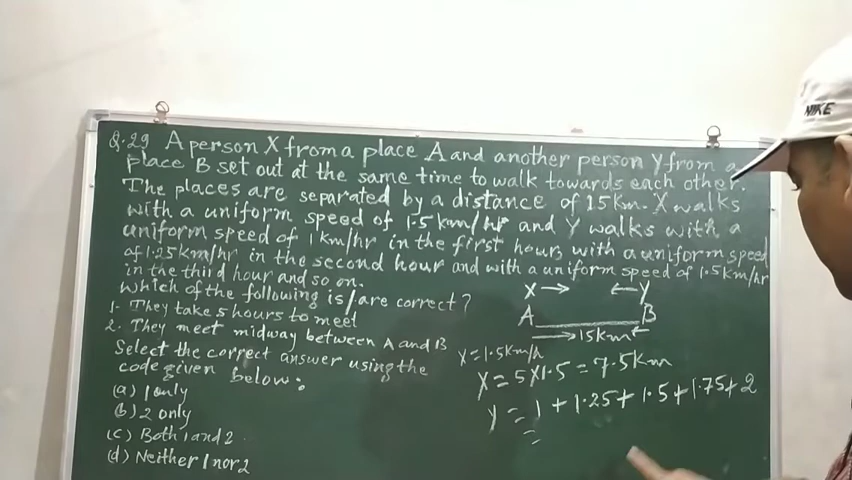 Q.29 A person X from a place A and another person Y from a
place B set out at the same time to walk towards each other.
The places are separated by a distance of 15 km. X walks
with a uniform speed of 1.5 km/hr and Y walks with a
uniform speed of 1 km/hr in the first hour, with a uniform speed
of 1.25 km/hr in the second hour and with a uniform speed of 1.5 km/hr
in the third hour and so on.
Which of the following is/are correct?
1. They take 5 hours to meet
2. They meet midway between A and B
Select the correct answer using the
code given below:
(a) 1 only
(b) 2 only
(c) Both 1 and 2.
(d) Neither 1 nor 2
X → ← Y
A B
→ 15km ←
X = 1.5km/h
X = 5 x 1.5 = 7.5 km
Y = 1 + 1.25 + 1.5 + 1.75 + 2
=
NIKE